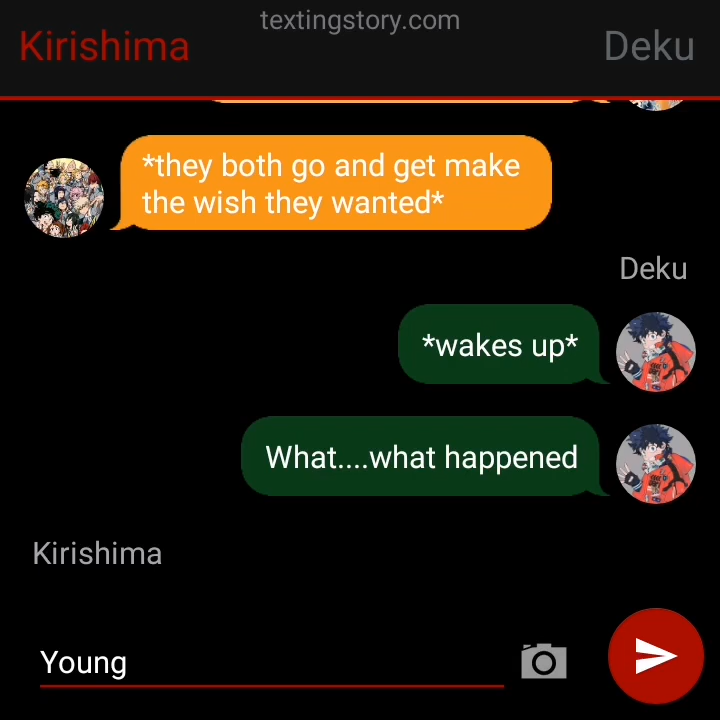 textingstory.com
Kirishima
Deku
*they both go and get make
the wish they wanted*
Deku
*wakes up*
What....what happened
Kirishima
Young